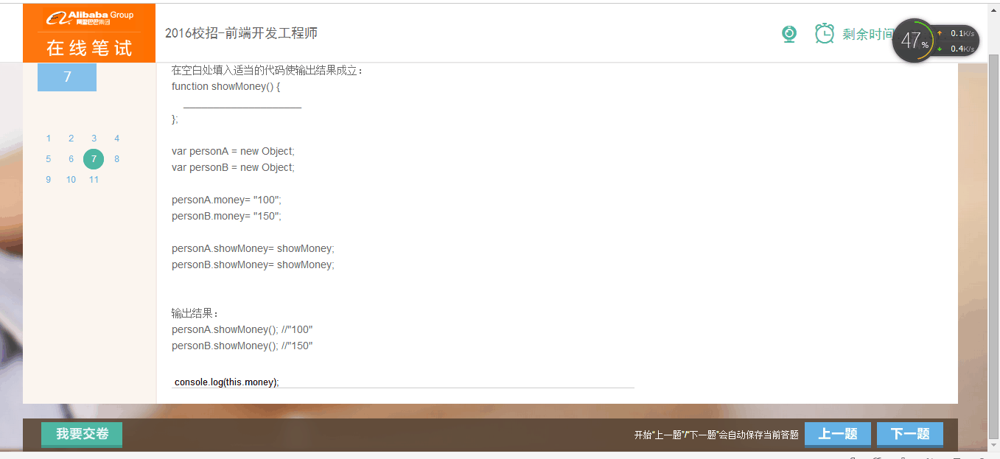 Alibaba Group
阿里巴巴集团
在线笔试
2016校招-前端开发工程师
剩余时间
47%
0.1K/s
0.4K/s
7
1 2 3 4
5 6 7 8
9 10 11
在空白处填入适当的代码使输出结果成立：
function showMoney() {
____________________
};
var personA = new Object;
var personB = new Object;
personA.money= "100";
personB.money= "150";
personA.showMoney= showMoney;
personB.showMoney= showMoney;
输出结果：
personA.showMoney(); //"100"
personB.showMoney(); //"150"
console.log(this.money);
我要交卷
开始“上一题”/“下一题”会自动保存当前答题
上一题
下一题